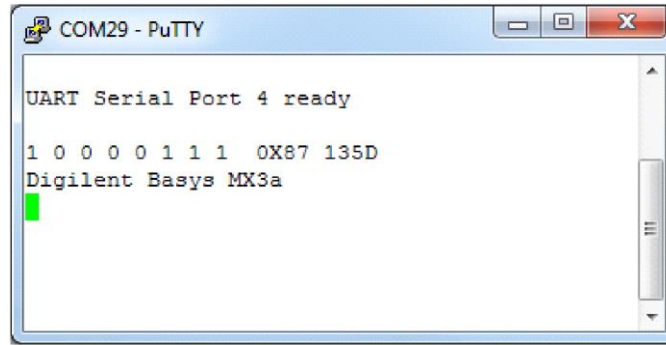 COM29 - PuTTY
UART Serial Port 4 ready
1 0 0 0 0 1 1 1  0X87 135D
Digilent Basys MX3a